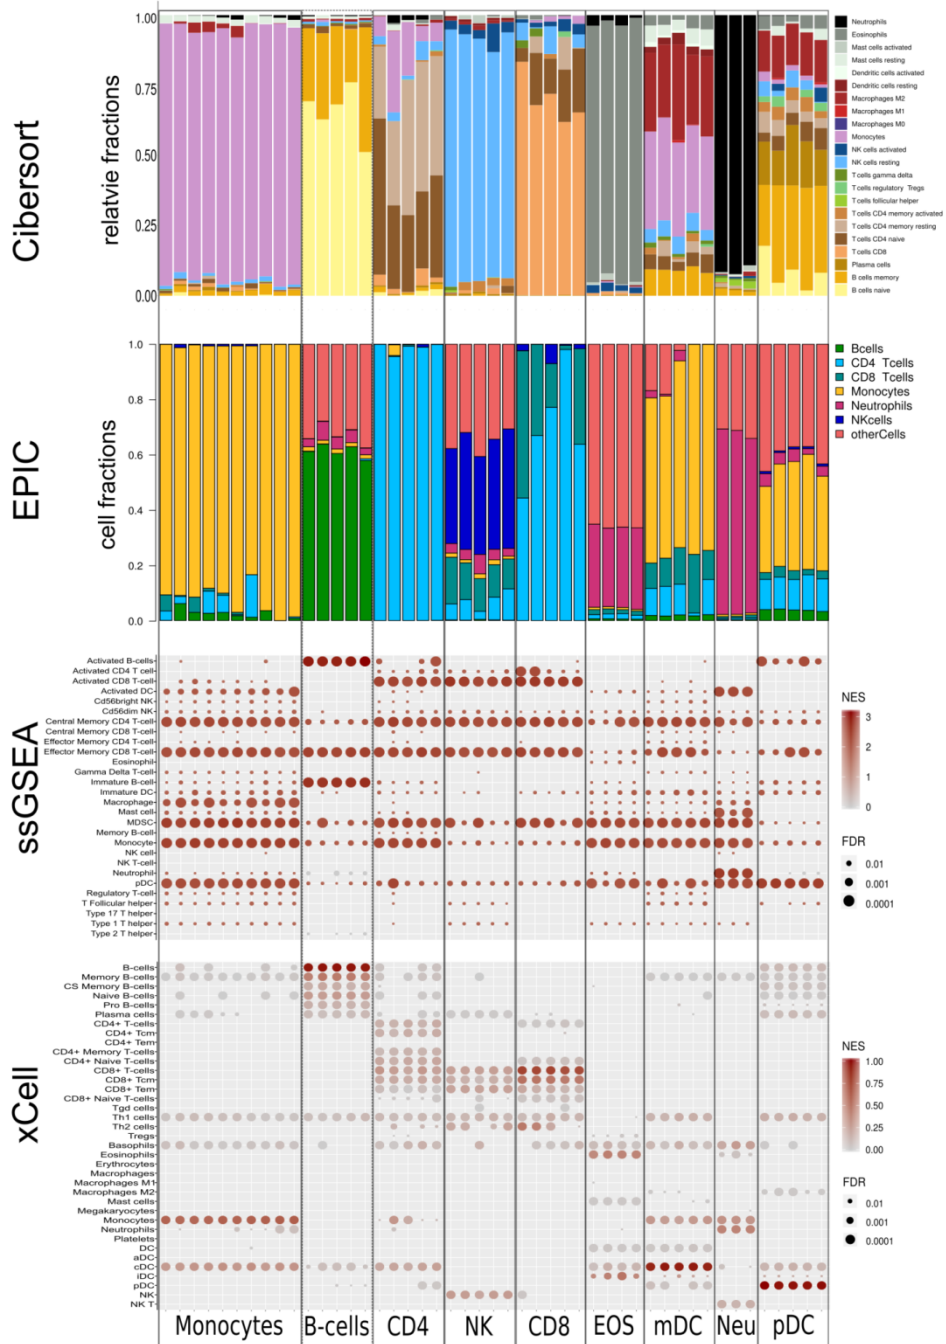 Cibersort
relatvie fractions
1.00
0.75
0.50
0.25
0.00
Neutrophils
Eosinophils
Mast cells activated
Mast cells resting
Dendritic cells activated
Dendritic cells resting
Macrophages M2
Macrophages M1
Macrophages M0
Monocytes
NK cells activated
NK cells resting
T cells gamma delta
T cells regulatory Tregs
T cells follicular helper
T cells CD4 memory activated
T cells CD4 memory resting
T cells CD4 naive
T cells CD8
Plasma cells
B cells memory
B cells naive
EPIC
cell fractions
1.0
0.8
0.6
0.4
0.2
0.0
Bcells
CD4 Tcells
CD8 Tcells
Monocytes
Neutrophils
NKcells
otherCells
ssGSEA
Activated B-cells
Activated CD4 T cell
Activated CD8 T-cell
Activated DC
Cd56bright NK
Cd56dim NK
Central Memory CD4 T-cell
Central Memory CD8 T-cell
Effector Memory CD4 T-cell
Effector Memory CD8 T-cell
Eosinophil
Gamma Delta T-cell
Immature B-cell
Immature DC
Macrophage
Mast cell
MDSC
Memory B-cell
Monocyte
NK cell
NK T-cell
Neutrophil
pDC
Regulatory T-cell
T Follicular helper
Type 17 T helper
Type 1 T helper
Type 2 T helper
NES
3
2
1
0
FDR
0.01
0.001
0.0001
xCell
B-cells
Memory B-cells
CS Memory B-cells
Naive B-cells
Pro B-cells
Plasma cells
CD4+ T-cells
CD4+ Tcm
CD4+ Tem
CD4+ Memory T-cells
CD4+ Naive T-cells
CD8+ T-cells
CD8+ Tcm
CD8+ Tem
CD8+ Naive T-cells
Tgd cells
Th1 cells
Th2 cells
Tregs
Basophils
Eosinophils
Erythrocytes
Macrophages
Macrophages M1
Macrophages M2
Mast cells
Megakaryocytes
Monocytes
Neutrophils
Platelets
DC
aDC
cDC
iDC
pDC
NK
NK T
NES
1.00
0.75
0.50
0.25
0.00
FDR
0.01
0.001
0.0001
Monocytes B-cells CD4 NK CD8 EOS mDC Neu pDC